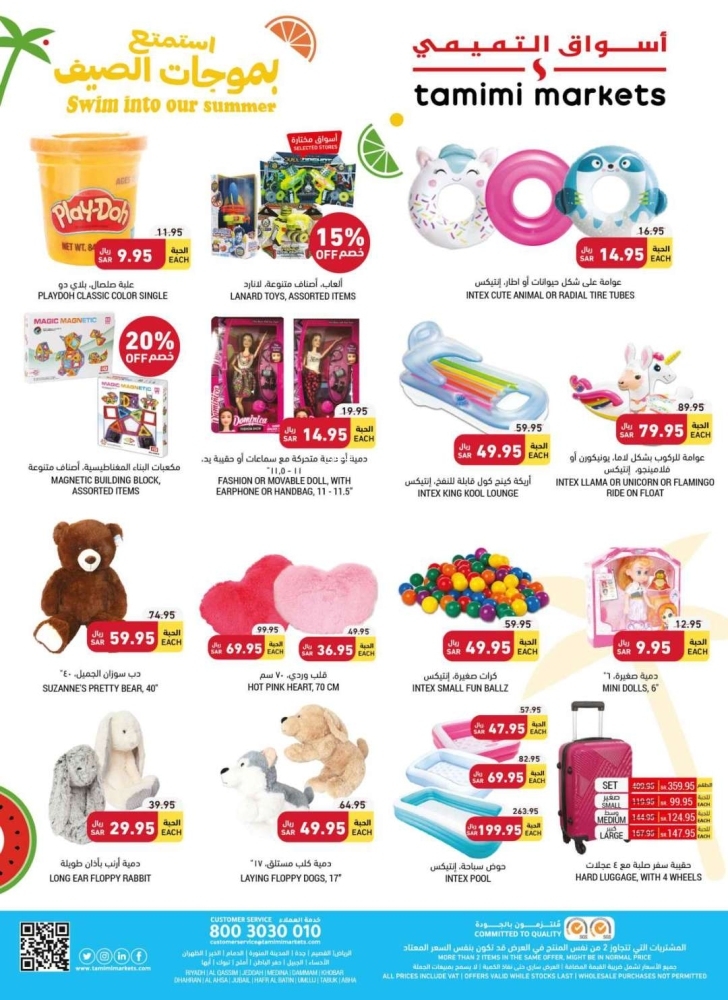 استمتع
بموجات الصيف
Swim into our summer
أسواق التميمي
tamimi markets
Play-Doh
NET WT.
11.95
ريال
SAR 9.95
الحبة
EACH
علبة صلصال، بلاي دو
PLAYDOH CLASSIC COLOR SINGLE
أسواق مختارة
SELECTED STORES
15%
OFF خصم
ألعاب، أصناف متنوعة، لانارد
LANARD TOYS, ASSORTED ITEMS
16.95
ريال
SAR 14.95
الحبة
EACH
عوامة على شكل حيوانات أو اطار، إنتيكس
INTEX CUTE ANIMAL OR RADIAL TIRE TUBES
MAGIC MAGNETIC
20%
OFF خصم
MAGIC MAGNETIC
مكعبات البناء المغناطيسية، أصناف متنوعة
MAGNETIC BUILDING BLOCK,
ASSORTED ITEMS
Dominica
19.95
ريال
SAR 14.95
الحبة
EACH
دمية أو دمية متحركة مع سماعات أو حقيبة يد،
١١ - ١١,٥"
FASHION OR MOVABLE DOLL, WITH
EARPHONE OR HANDBAG, 11 - 11.5"
59.95
ريال
SAR 49.95
الحبة
EACH
أريكة كينج كول قابلة للنفخ، إنتيكس
INTEX KING KOOL LOUNGE
89.95
ريال
SAR 79.95
الحبة
EACH
عوامة للركوب بشكل لاما، يونيكورن أو
فلامينجو، إنتيكس
INTEX LLAMA OR UNICORN OR FLAMINGO
RIDE ON FLOAT
74.95
ريال
SAR 59.95
الحبة
EACH
دب سوزان الجميل، ٤٠"
SUZANNE'S PRETTY BEAR, 40"
99.95
ريال
SAR 69.95
الحبة
EACH
49.95
ريال
SAR 36.95
الحبة
EACH
قلب وردي، ٧٠ سم
HOT PINK HEART, 70 CM
59.95
ريال
SAR 49.95
الحبة
EACH
كرات صغيرة، إنتيكس
INTEX SMALL FUN BALLZ
12.95
ريال
SAR 9.95
الحبة
EACH
دمية صغيرة، ٦"
MINI DOLLS, 6"
39.95
ريال
SAR 29.95
الحبة
EACH
دمية أرنب بأذان طويلة
LONG EAR FLOPPY RABBIT
64.95
ريال
SAR 49.95
الحبة
EACH
دمية كلب مستلق، ١٧"
LAYING FLOPPY DOGS, 17"
57.95
ريال
SAR 47.95
الحبة
EACH
82.95
ريال
SAR 69.95
الحبة
EACH
263.95
ريال
SAR 199.95
الحبة
EACH
حوض سباحة، إنتيكس
INTEX POOL
SET 359.95
صغير
SMALL 119.95 99.95
وسط
MEDIUM 144.95 124.95
كبير
LARGE 167.95 147.95
حقيبة سفر صلبة مع ٤ عجلات
HARD LUGGAGE, WITH 4 WHEELS
www.tamimimarkets.com
CUSTOMER SERVICE خدمة العملاء
800 3030 010
customerservice@tamimimarkets.com
الرياض | القصيم | جدة | المدينة المنورة | الدمام | الخبر | الظهران
الأحساء | الجبيل | حفر الباطن | أملج | تبوك | أبها
RIYADH | AL QASSIM | JEDDAH | MEDINA | DAMMAM | KHOBAR
DHAHRAN | AL AHSA | JUBAIL | HAFR AL BATIN | UMLUJ | TABUK | ABHA
مُلتـزمـون بالجـودة
COMMITTED TO QUALITY
المشتريات التي تتجاوز 2 من نفس المنتج في العرض قد تكون بنفس السعر المعتاد
MORE THAN 2 ITEMS IN THE SAME OFFER, MIGHT BE IN NORMAL PRICE
الأسعار تشمل ضريبة القيمة المضافة | العرض ساري حتى نفاذ الكمية | لا يسمح بمبيعات الجملة
ALL PRICES INCLUDE VAT | OFFERS VALID WHILE STOCKS LAST | WHOLESALE PURCHASES NOT PERMITTED